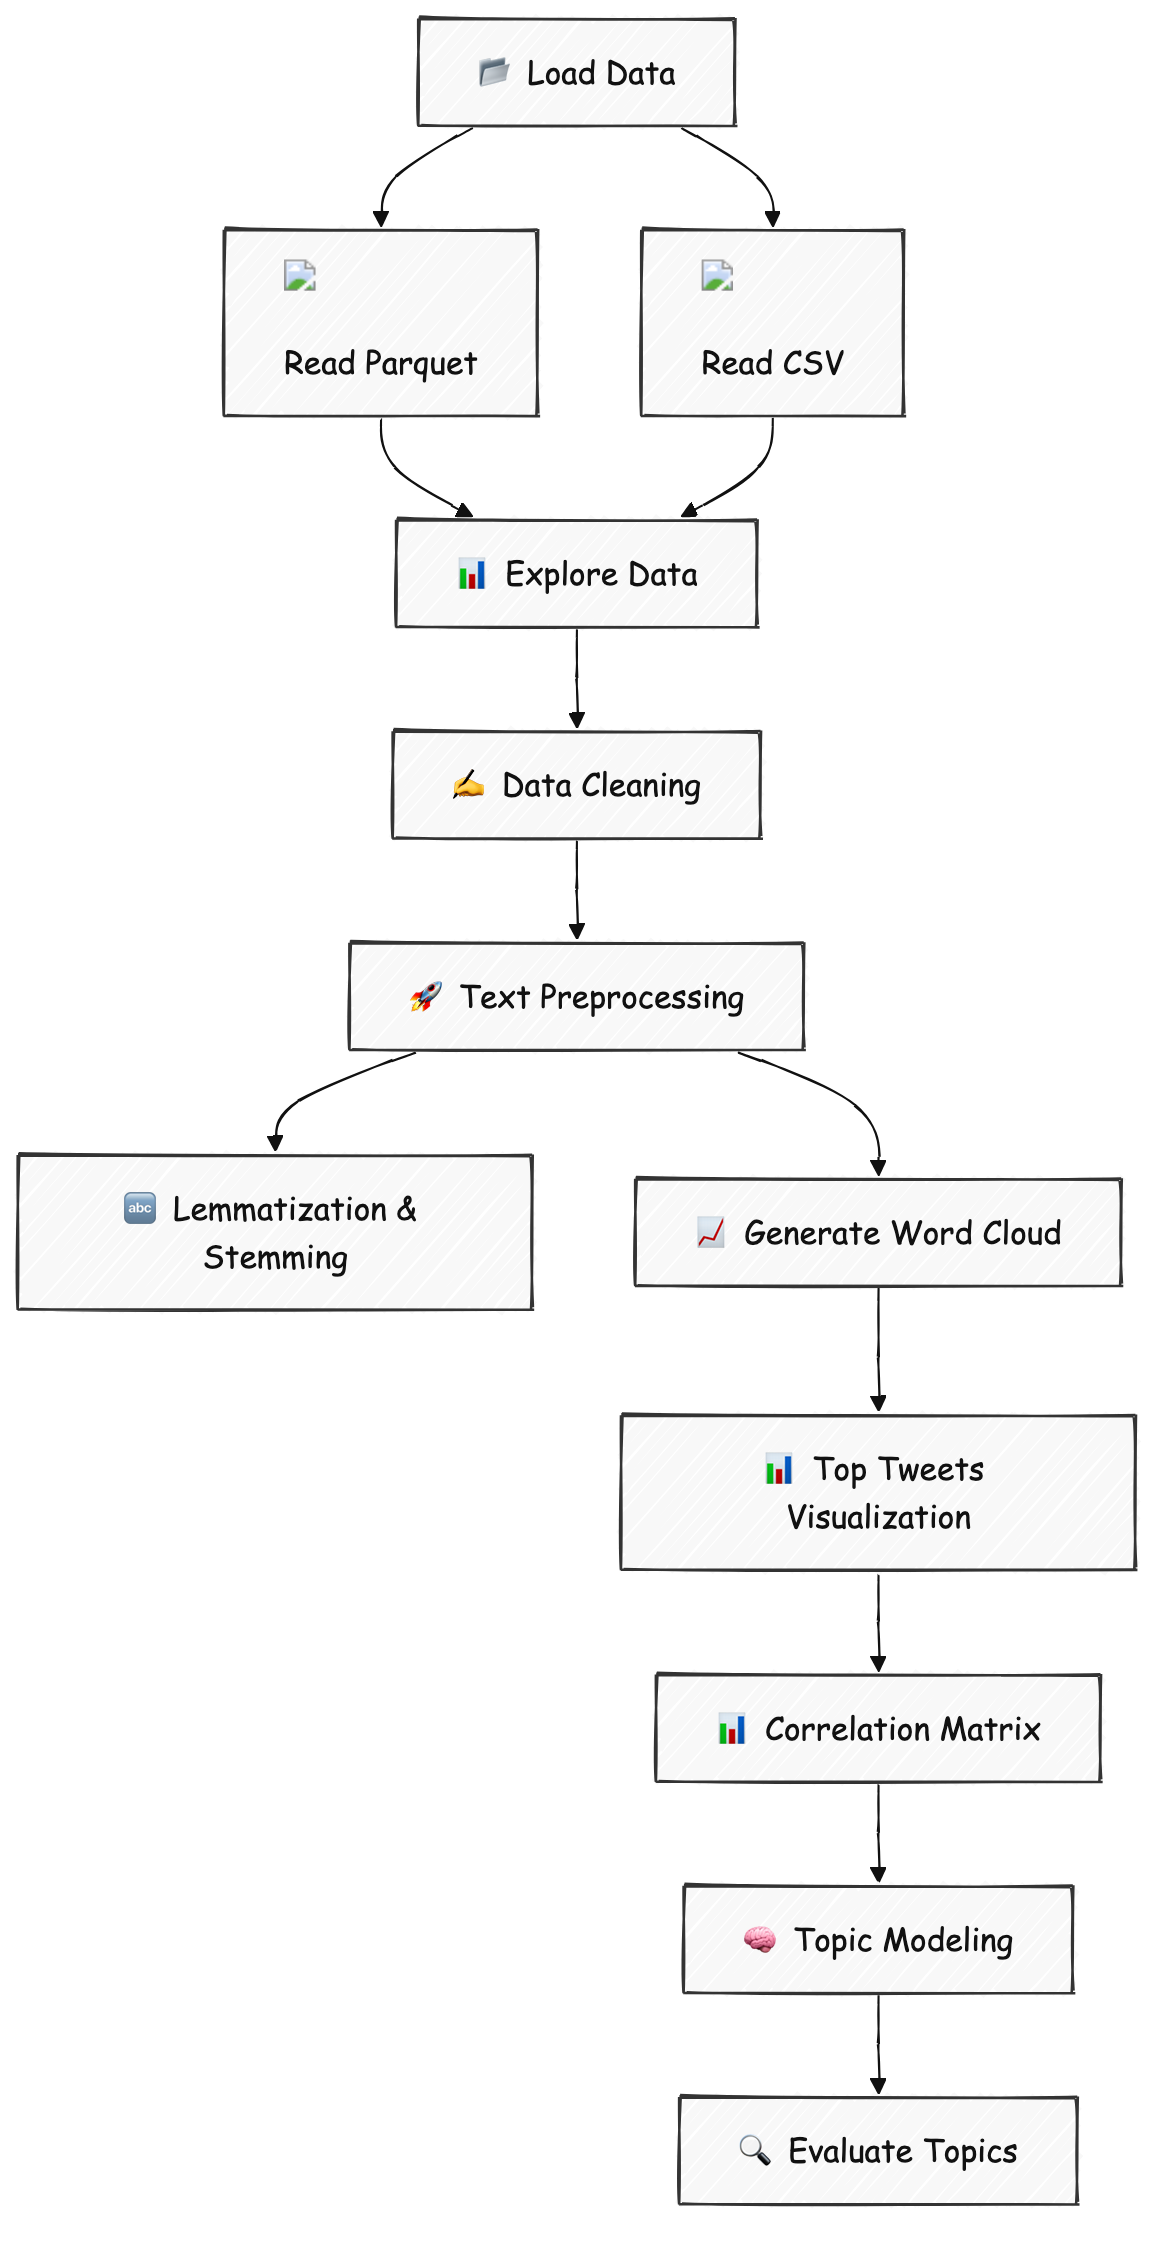 Load Data
Read Parquet
Read CSV
Explore Data
Data Cleaning
Text Preprocessing
abc Lemmatization &
Stemming
Generate Word Cloud
Top Tweets
Visualization
Correlation Matrix
Topic Modeling
Evaluate Topics